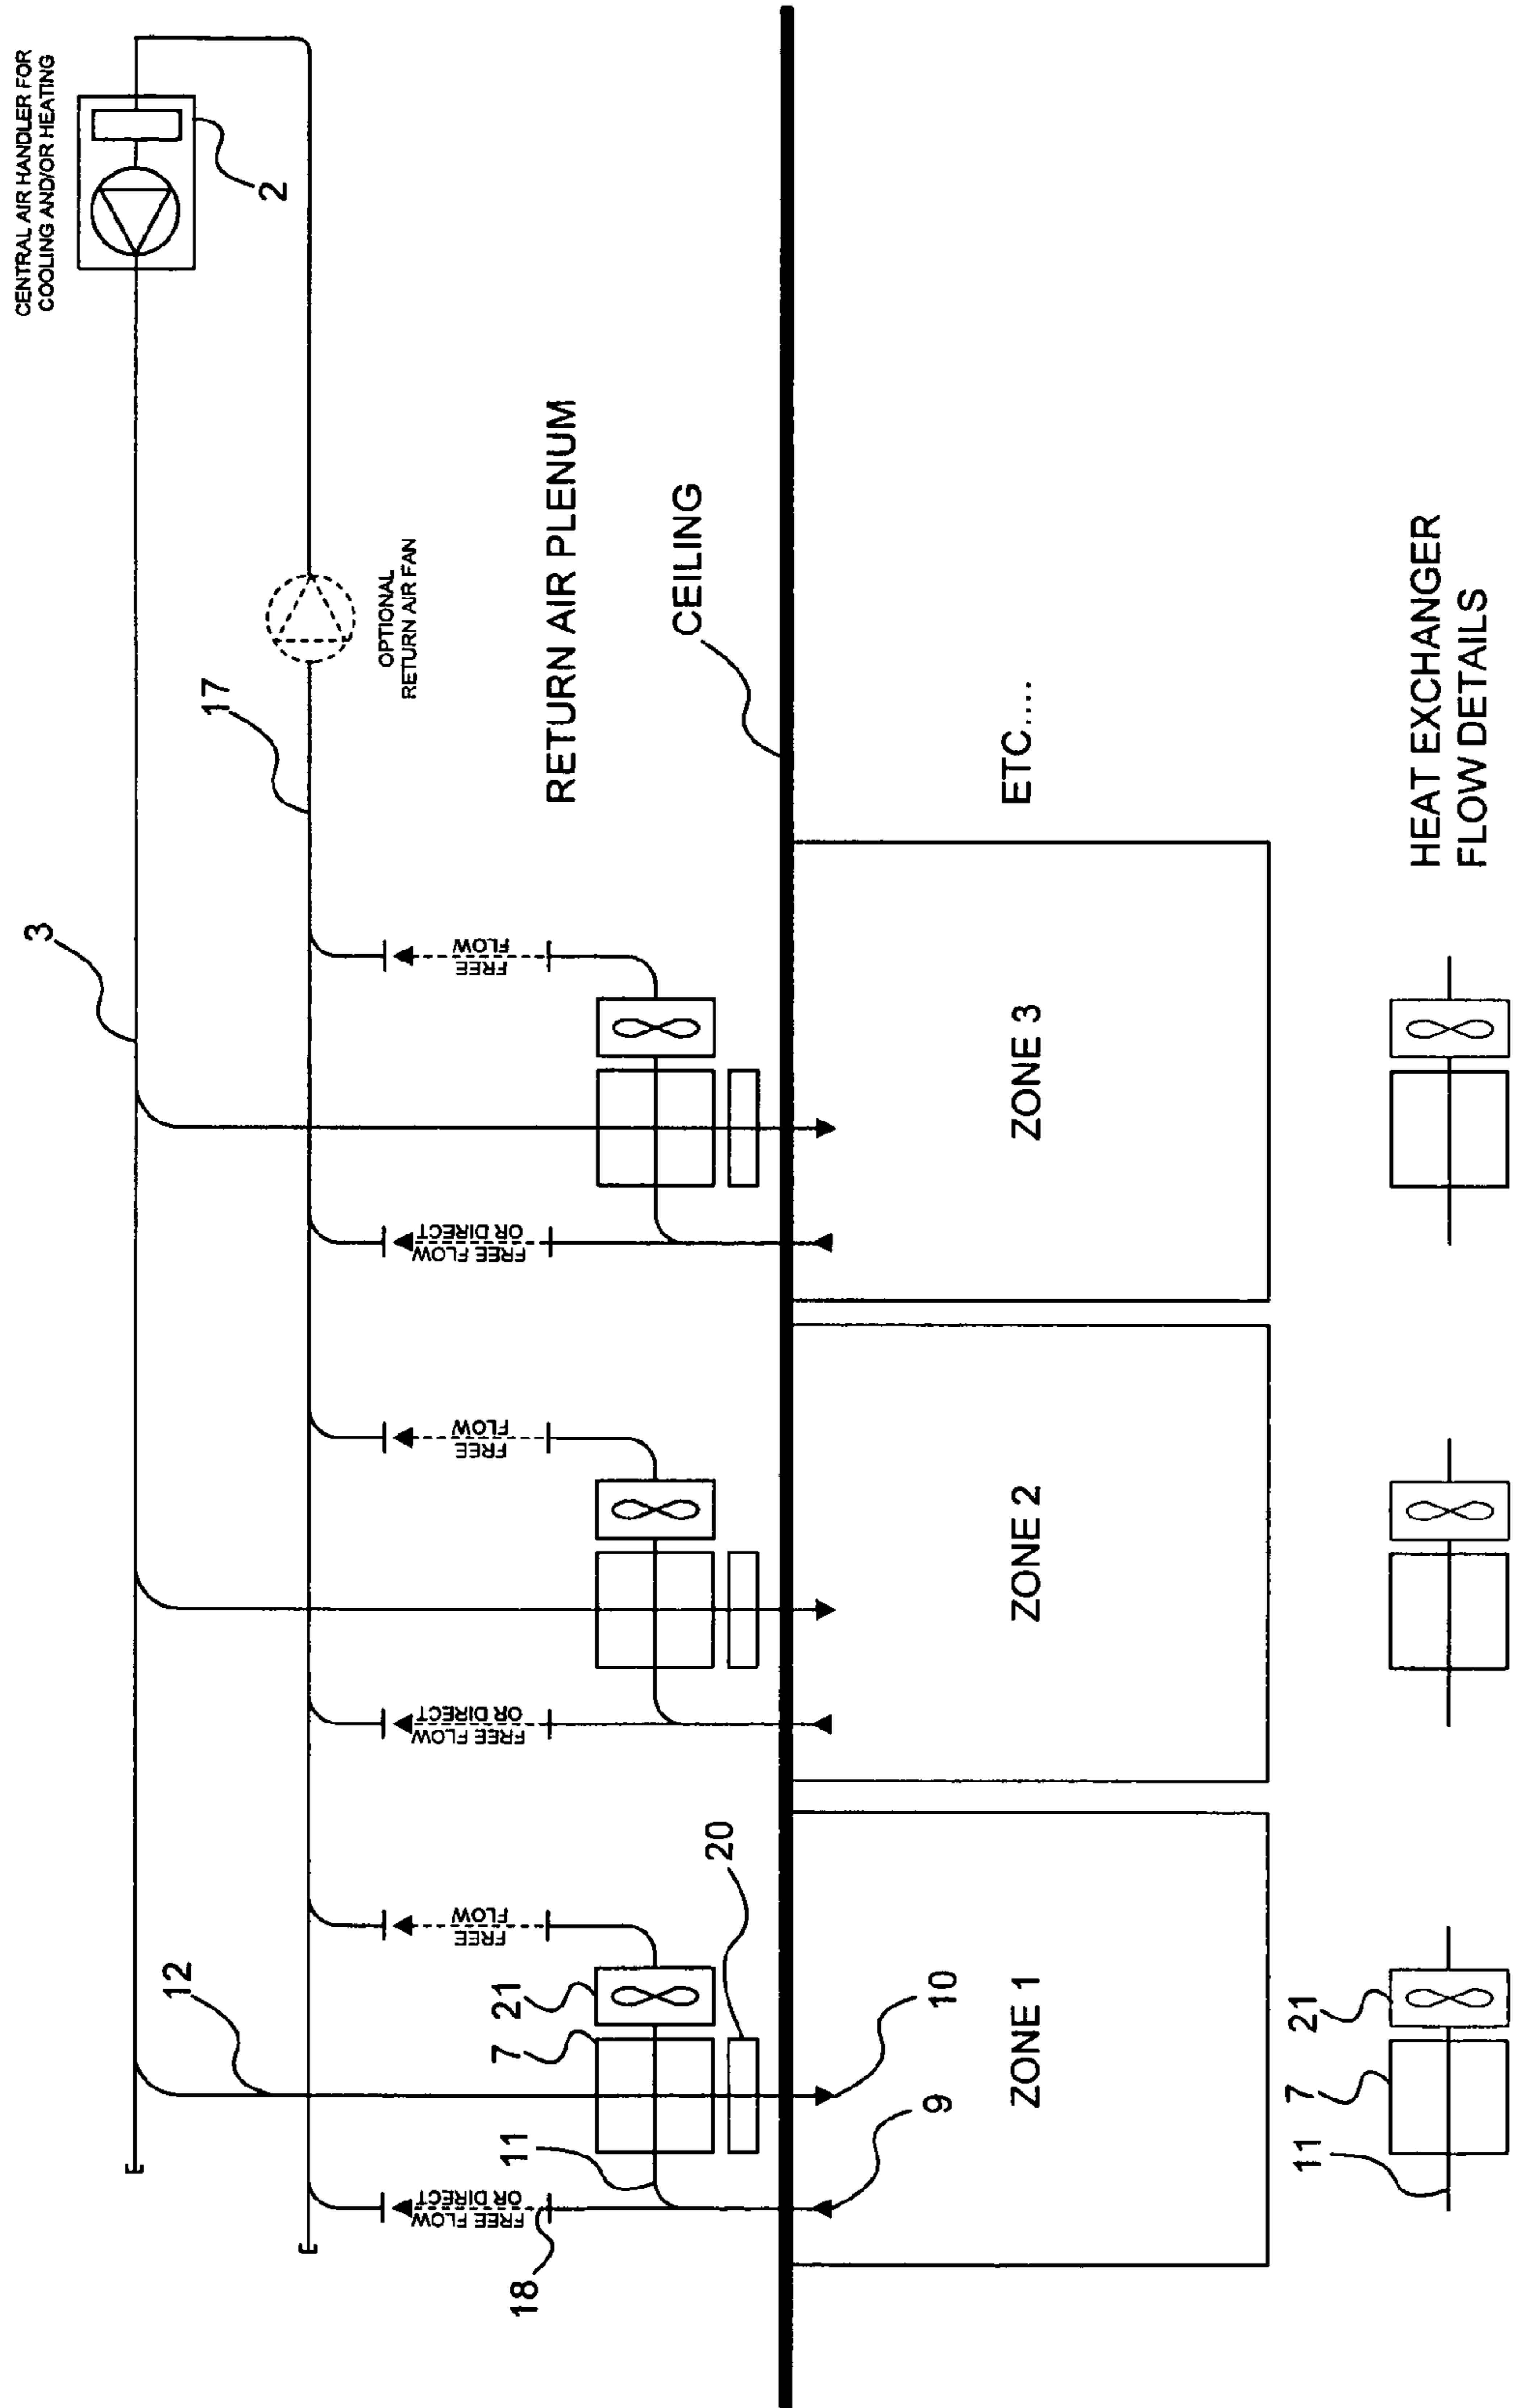 CENTRAL AIR HANDLER FOR
COOLING AND/OR HEATING
2
3
17
12
OPTIONAL
RETURN AIR FAN
RETURN AIR PLENUM
CEILING
FREE FLOW
OR DIRECT
FREE
FLOW
FREE FLOW
OR DIRECT
FREE
FLOW
FREE FLOW
OR DIRECT
FREE
FLOW
18
11
7
21
20
9
10
ZONE 1
ZONE 2
ZONE 3
ETC....
11
7
21
HEAT EXCHANGER
FLOW DETAILS